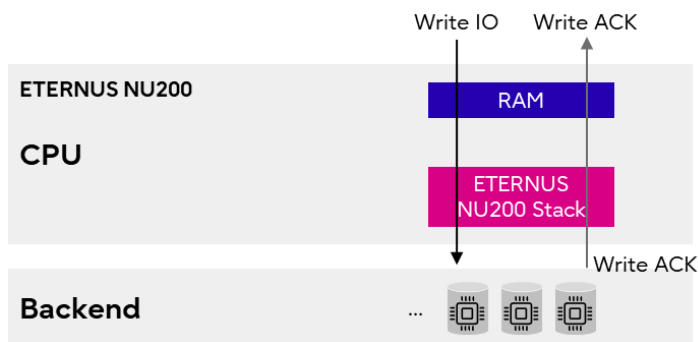 Write IO Write ACK
ETERNUS NU200
RAM
CPU
ETERNUS
NU200 Stack
Write ACK
Backend
...